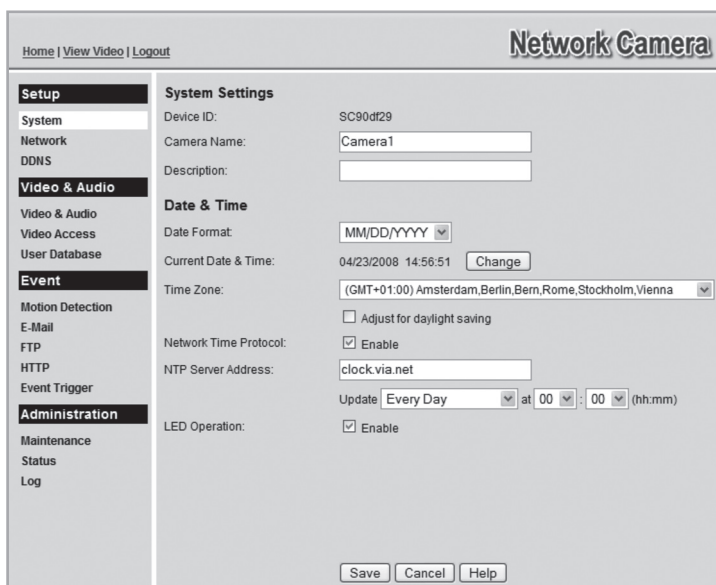 Home | View Video | Logout
Network Camera
Setup
System
Network
DDNS
Video & Audio
Video & Audio
Video Access
User Database
Event
Motion Detection
E-Mail
FTP
HTTP
Event Trigger
Administration
Maintenance
Status
Log
System Settings
Device ID: SC90df29
Camera Name: Camera1
Description:
Date & Time
Date Format: MM/DD/YYYY
Current Date & Time: 04/23/2008 14:56:51 Change
Time Zone: (GMT+01:00) Amsterdam,Berlin,Bern,Rome,Stockholm,Vienna
Adjust for daylight saving
Network Time Protocol: Enable
NTP Server Address: clock.via.net
Update Every Day at 00 : 00 (hh:mm)
LED Operation: Enable
Save Cancel Help